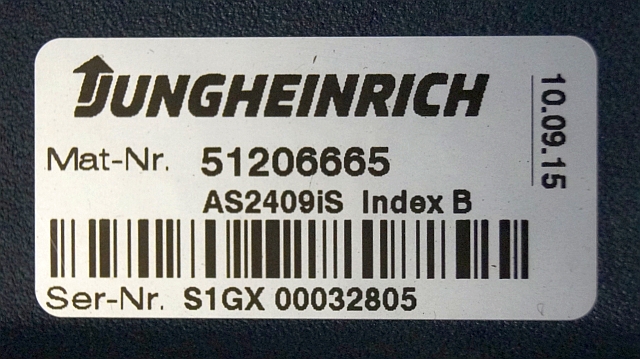 JUNGHEINRICH
Mat-Nr. 51206665
AS2409iS Index B
Ser-Nr. S1GX 00032805
10.09.15